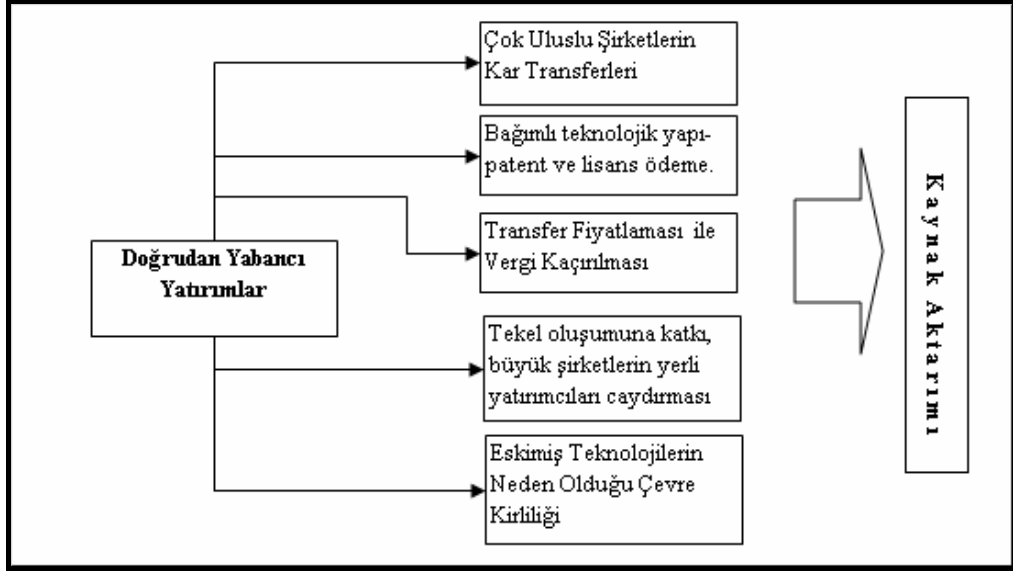 Çok Uluslu Şirketlerin
Kar Transferleri
Bağımlı teknolojik yapı-
patent ve lisans ödeme.
Transfer Fiyatlaması ile
Vergi Kaçırılması
Doğrudan Yabancı
Yatırımlar
Tekel oluşumuna katkı,
büyük şirketlerin yerli
yatırımcıları caydırması
Eskimiş Teknolojilerin
Neden Olduğu Çevre
Kirliliği
Kaynak Aktarımı